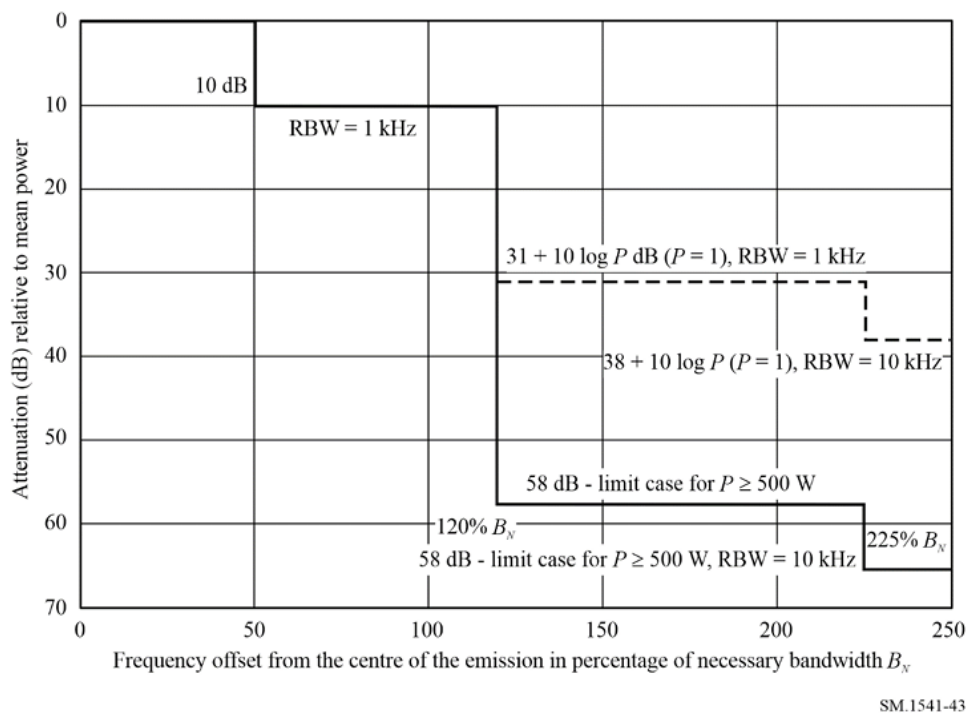 0
10
20
30
40
50
60
70
Attenuation (dB) relative to mean power
10 dB
RBW = 1 kHz
31 + 10 log P dB (P = 1), RBW = 1 kHz
38 + 10 log P (P = 1), RBW = 10 kHz
58 dB - limit case for P ≥ 500 W
120% B_N
225% B_N
58 dB - limit case for P ≥ 500 W, RBW = 10 kHz
0 50 100 150 200 250
Frequency offset from the centre of the emission in percentage of necessary bandwidth B_N
SM.1541-43